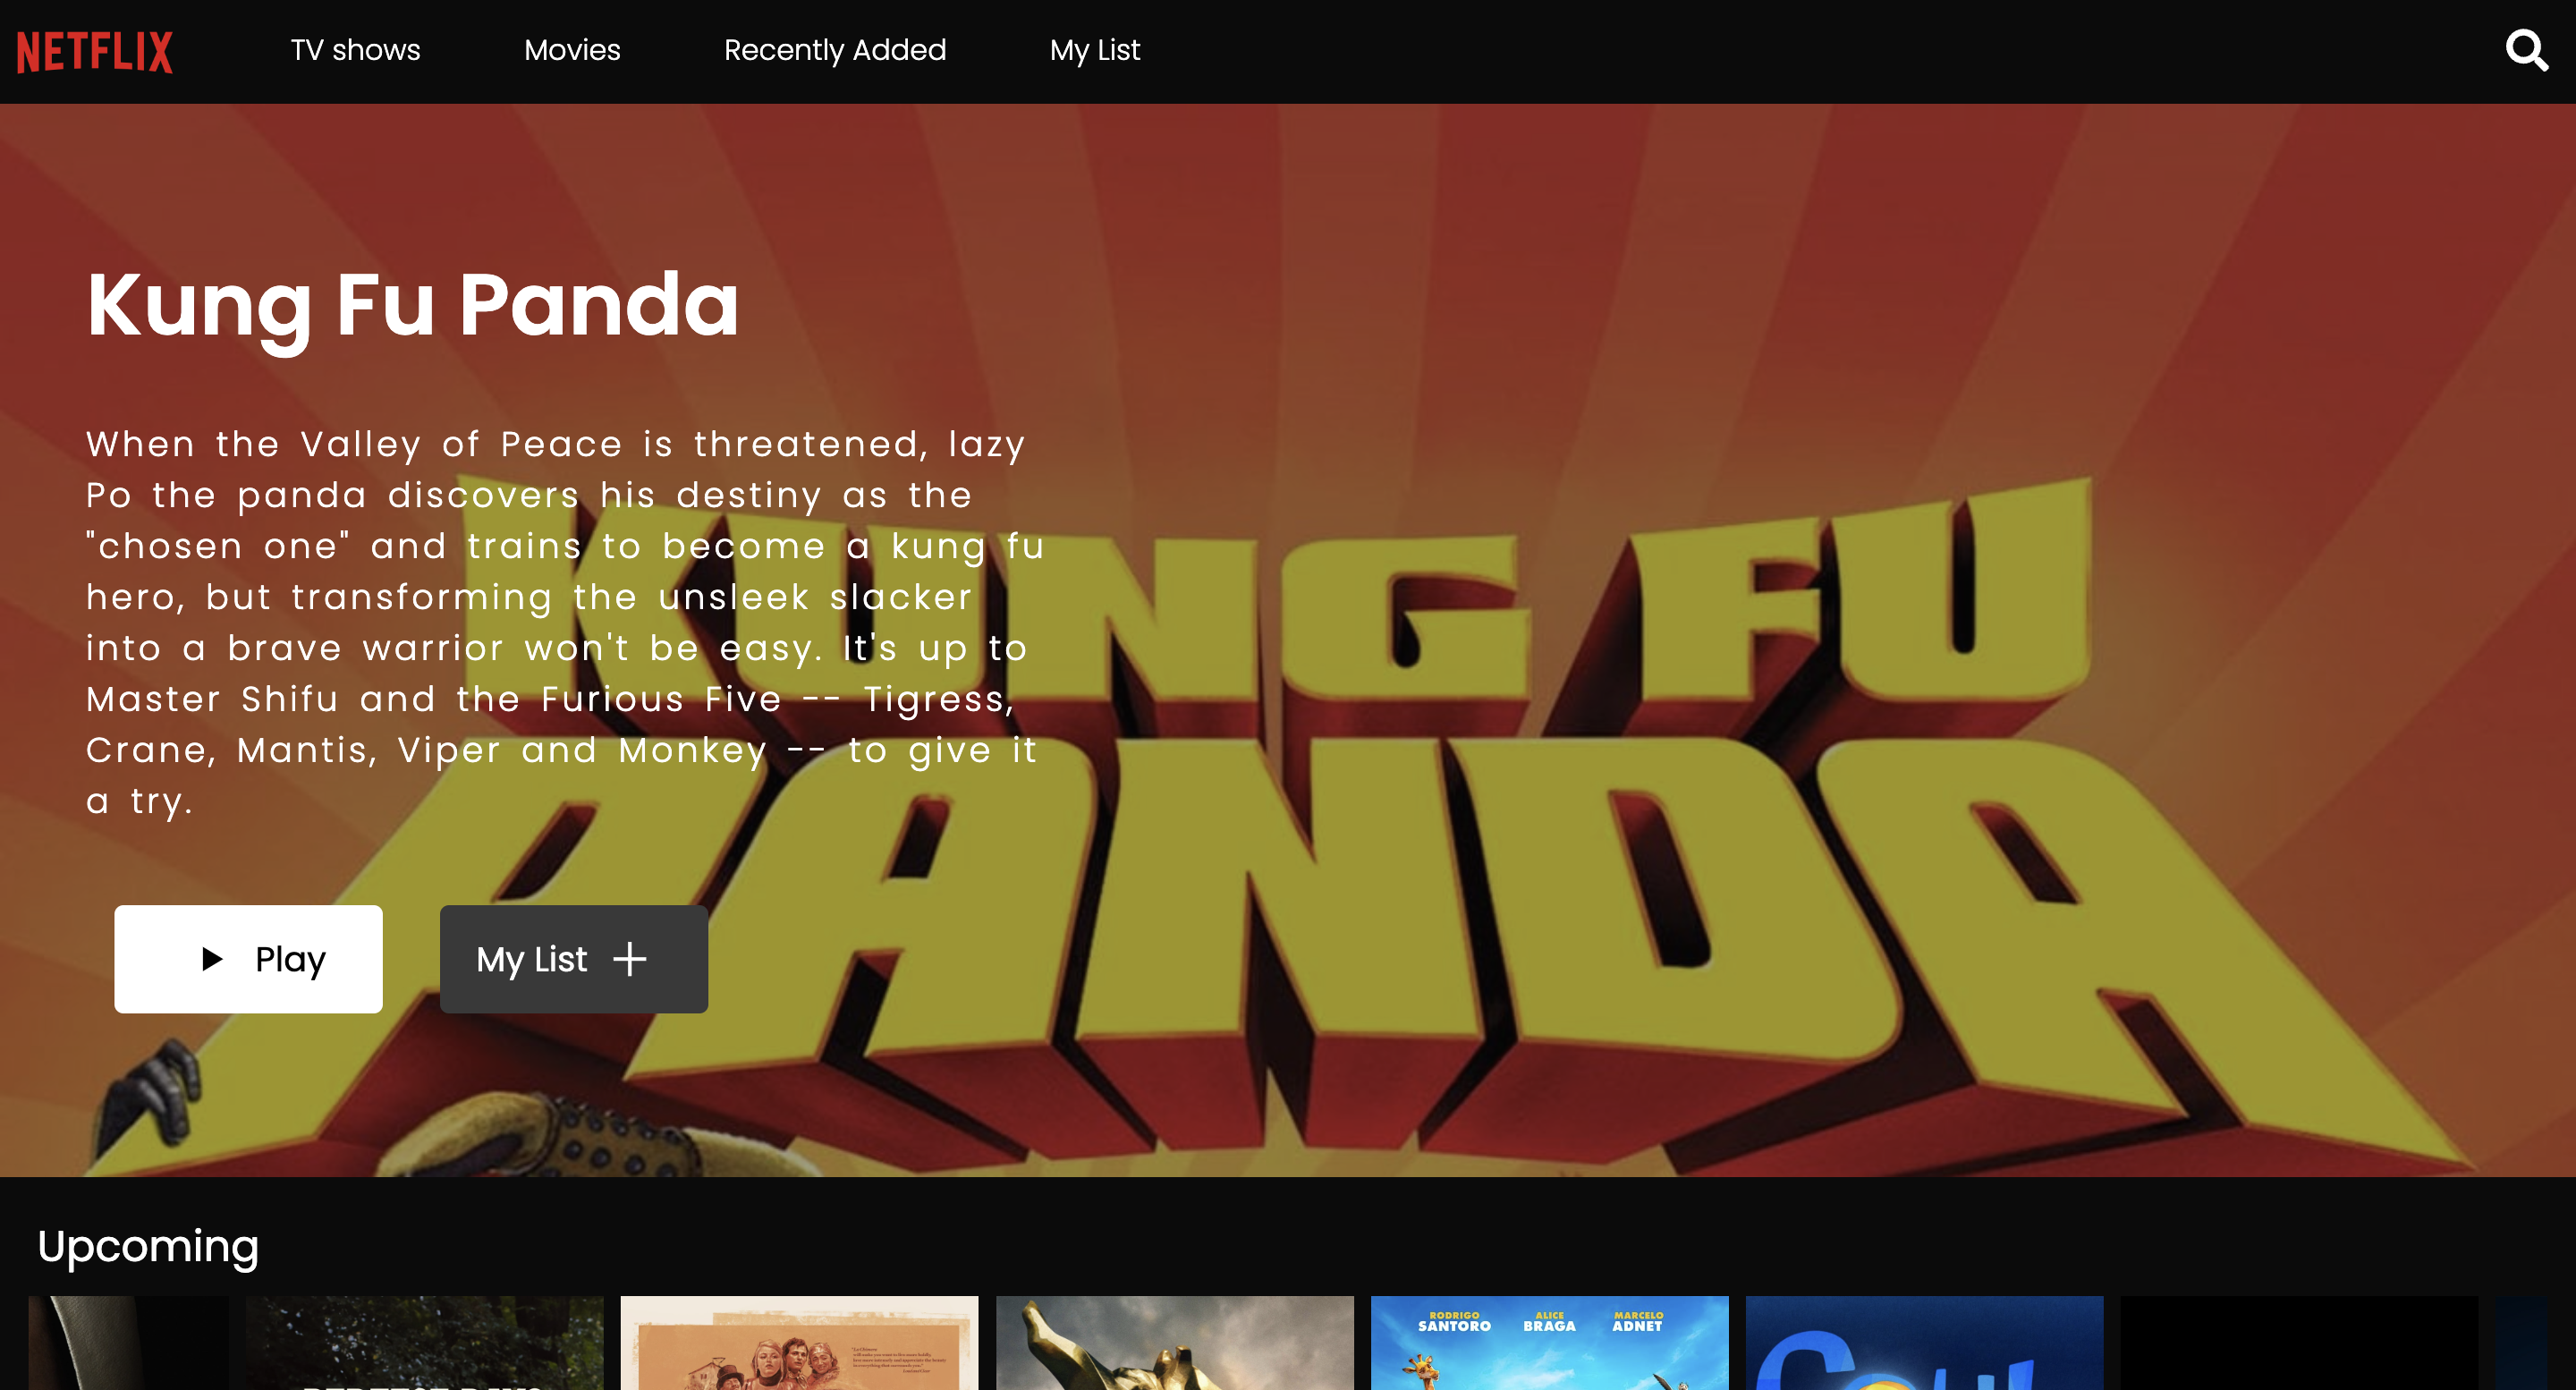 NETFLIX
TV shows
Movies
Recently Added
My List
Kung Fu Panda
When the Valley of Peace is threatened, lazy
Po the panda discovers his destiny as the
"chosen one" and trains to become a kung fu
hero, but transforming the unsleek slacker
into a brave warrior won't be easy. It's up to
Master Shifu and the Furious Five -- Tigress,
Crane, Mantis, Viper and Monkey -- to give it
a try.
KUNG FU
PANDA
Play
My List
Upcoming
RODRIGO
SANTORO
ALICE
BRAGA
MARCELO
ADNET